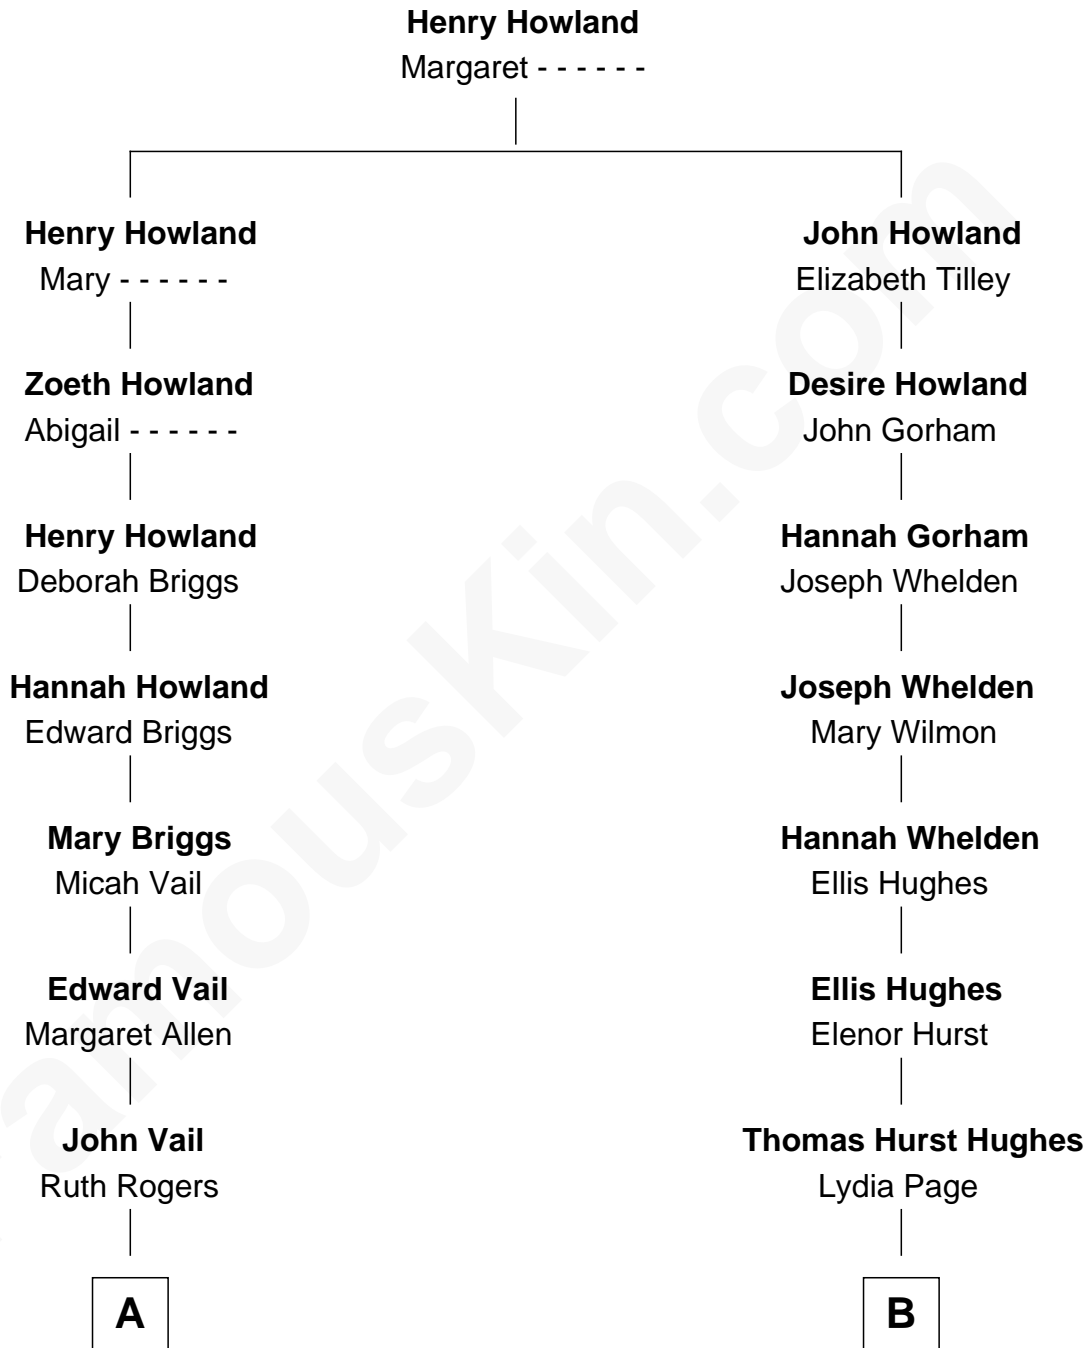 Henry Howland
Margaret - - - - - -
Henry Howland
Mary - - - - - -
Zoeth Howland
Abigail - - - - - -
Henry Howland
Deborah Briggs
Hannah Howland
Edward Briggs
Mary Briggs
Micah Vail
Edward Vail
Margaret Allen
John Vail
Ruth Rogers
A
John Howland
Elizabeth Tilley
Desire Howland
John Gorham
Hannah Gorham
Joseph Whelden
Joseph Whelden
Mary Wilmon
Hannah Whelden
Ellis Hughes
Ellis Hughes
Elenor Hurst
Thomas Hurst Hughes
Lydia Page
B
amousKin.com